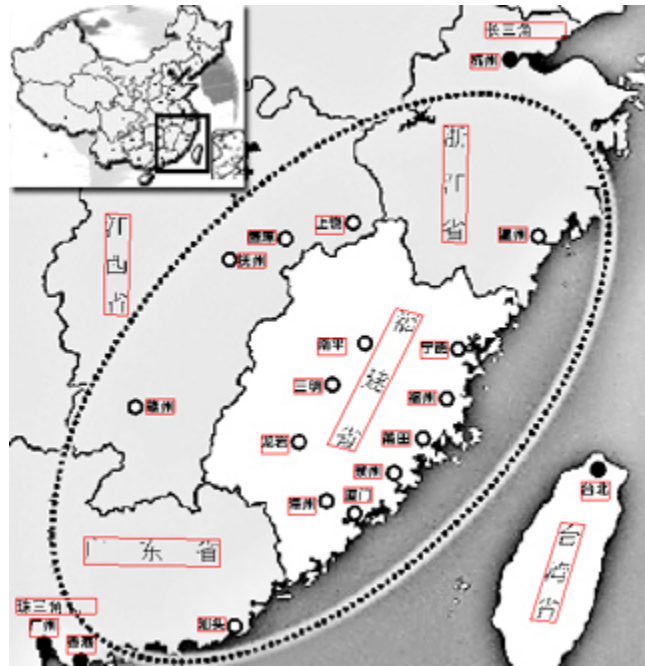 长三角
杭州
浙江省
上饶
鹰潭
温州
抚州
江西省
南平
宁德
福建省
三明
福州
赣州
龙岩
莆田
泉州
漳州
厦门
台北
广东省
台湾省
珠三角
广州
汕头
香港